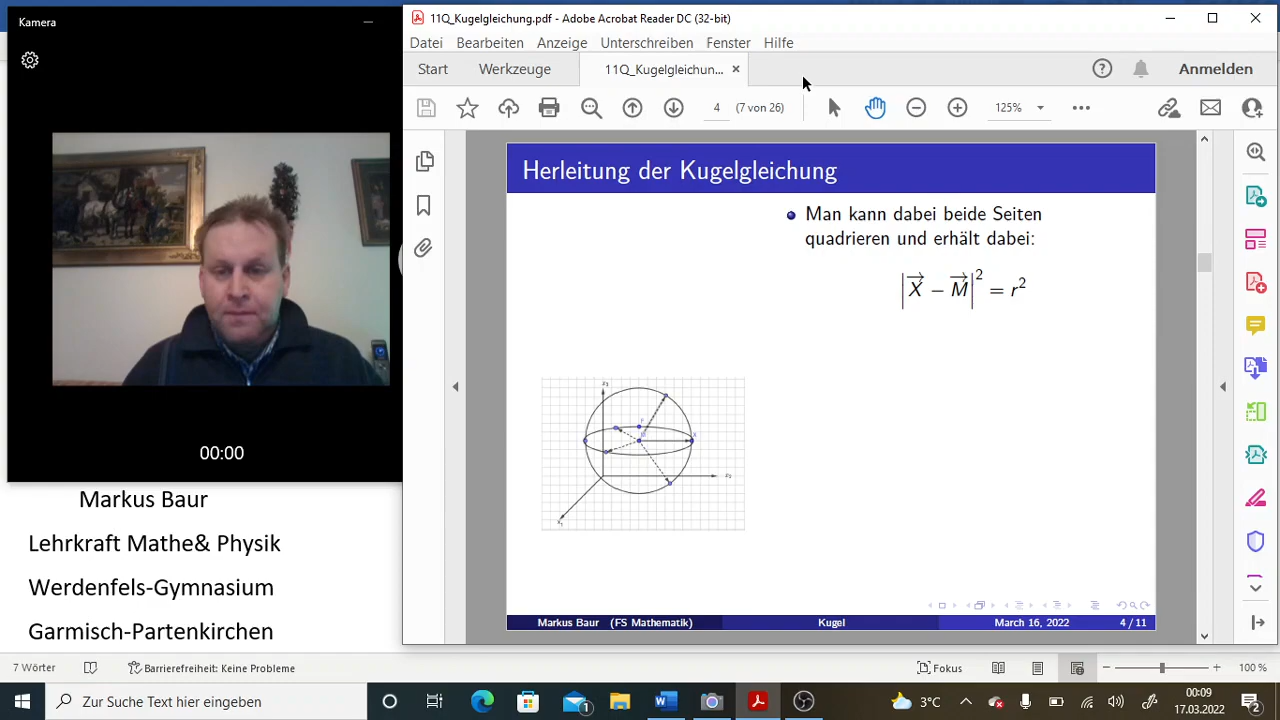 Kamera
00:00
Markus Baur
Lehrkraft Mathe& Physik
Werdenfels-Gymnasium
Garmisch-Partenkirchen
11Q_Kugelgleichung.pdf - Adobe Acrobat Reader DC (32-bit)
Datei Bearbeiten Anzeige Unterschreiben Fenster Hilfe
Start Werkzeuge 11Q_Kugelgleichun... × Anmelden
4 (7 von 26) 125%
Herleitung der Kugelgleichung
Man kann dabei beide Seiten
quadrieren und erhält dabei:
|X⃗ − M⃗|² = r²
x₃
x₁
Markus Baur (FS Mathematik) Kugel March 16, 2022 4 / 11
7 Wörter Barrierefreiheit: Keine Probleme Fokus 100 %
Zur Suche Text hier eingeben 1 3°C 00:09
17.03.2022 2